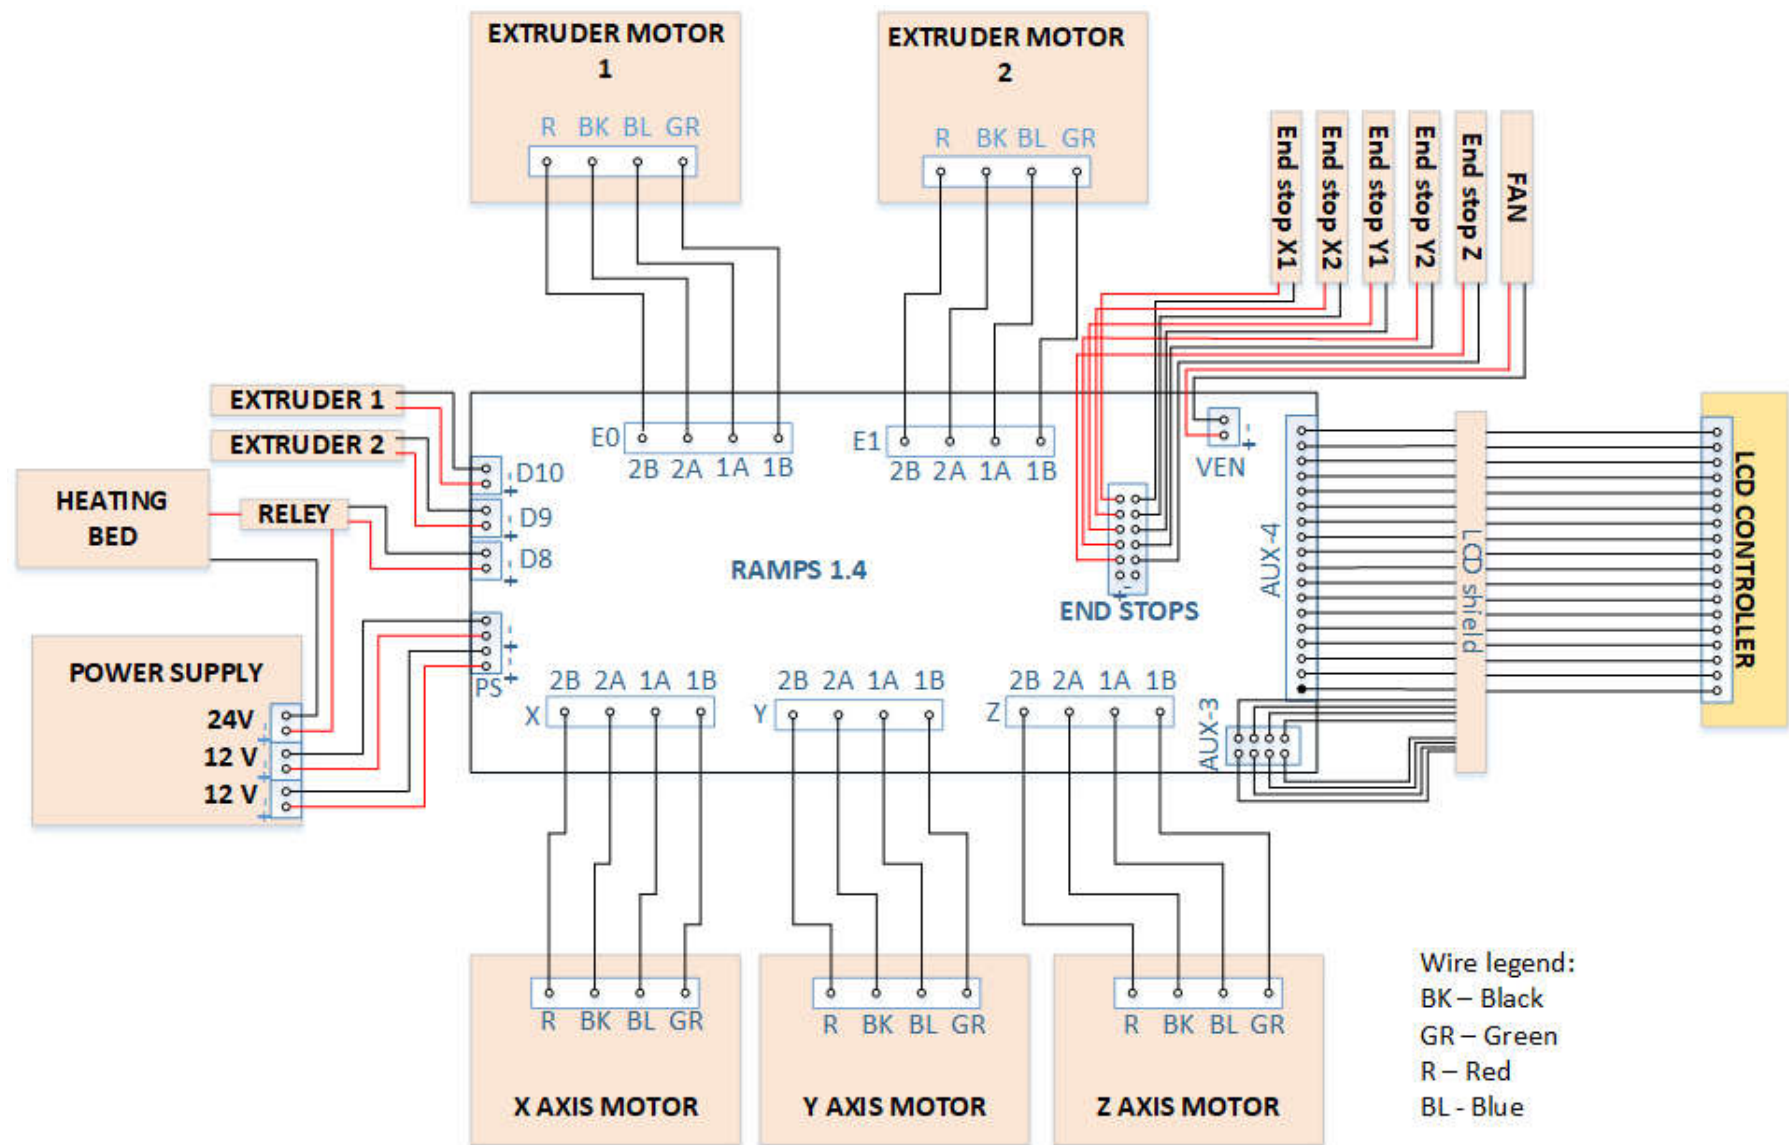 EXTRUDER MOTOR
1
R BK BL GR
EXTRUDER MOTOR
2
R BK BL GR
End stop X1
End stop X2
End stop Y1
End stop Y2
End stop Z
FAN
EXTRUDER 1
EXTRUDER 2
HEATING
BED
RELEY
POWER SUPPLY
24V
- +
12 V
- +
12 V
- +
D10
- +
D9
- +
D8
- +
- +
- +
PS
E0
2B 2A 1A 1B
E1
2B 2A 1A 1B
- +
VEN
RAMPS 1.4
+ -
END STOPS
AUX-4
AUX-3
LCD shield
LCD CONTROLLER
2B 2A 1A 1B
X
2B 2A 1A 1B
Y
2B 2A 1A 1B
Z
R BK BL GR
X AXIS MOTOR
R BK BL GR
Y AXIS MOTOR
R BK BL GR
Z AXIS MOTOR
Wire legend:
BK – Black
GR – Green
R – Red
BL - Blue